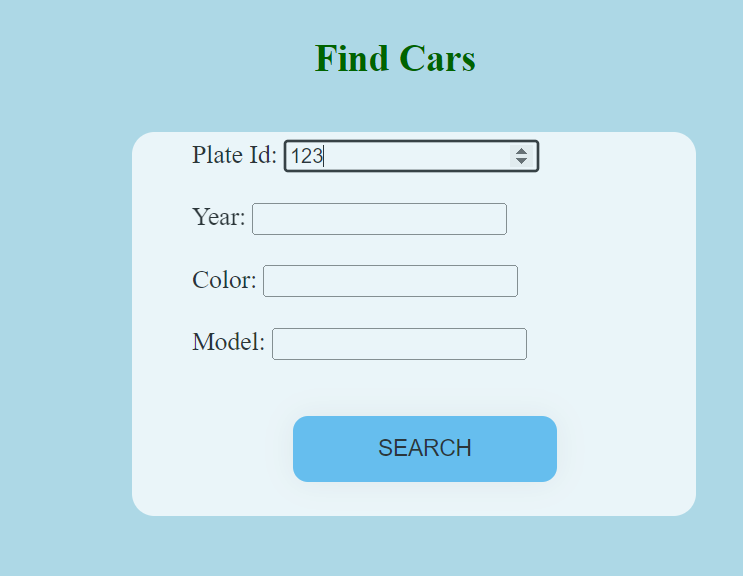 Find Cars
Plate Id: 123
Year:
Color:
Model:
SEARCH